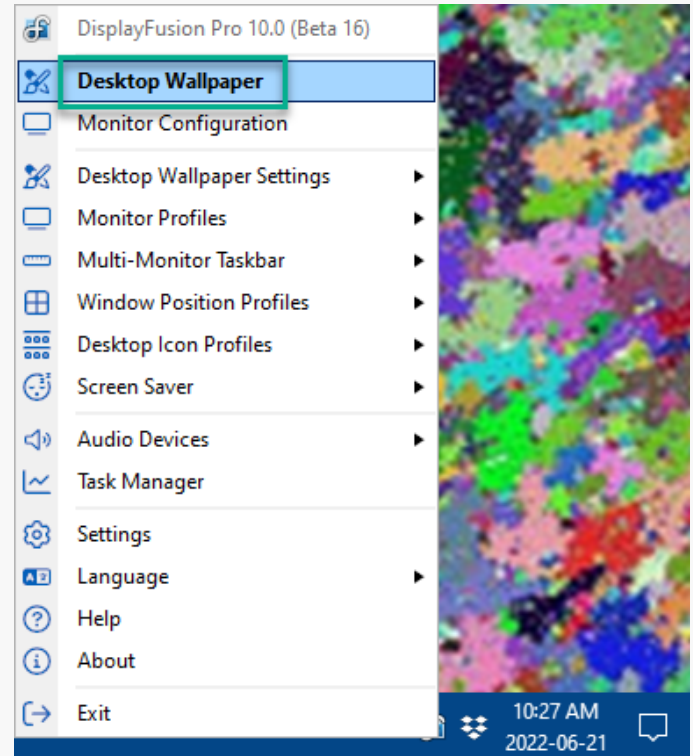 DisplayFusion Pro 10.0 (Beta 16)
Desktop Wallpaper
Monitor Configuration
Desktop Wallpaper Settings
Monitor Profiles
Multi-Monitor Taskbar
Window Position Profiles
Desktop Icon Profiles
Screen Saver
Audio Devices
Task Manager
Settings
Language
Help
About
Exit
10:27 AM
2022-06-21